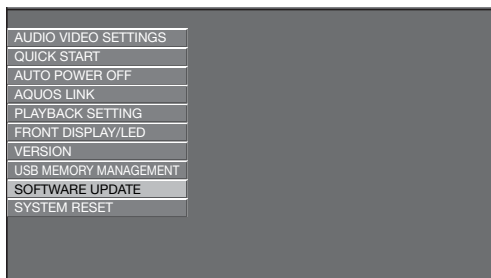 AUDIO VIDEO SETTINGS
QUICK START
AUTO POWER OFF
AQUOS LINK
PLAYBACK SETTING
FRONT DISPLAY/LED
VERSION
USB MEMORY MANAGEMENT
SOFTWARE UPDATE
SYSTEM RESET